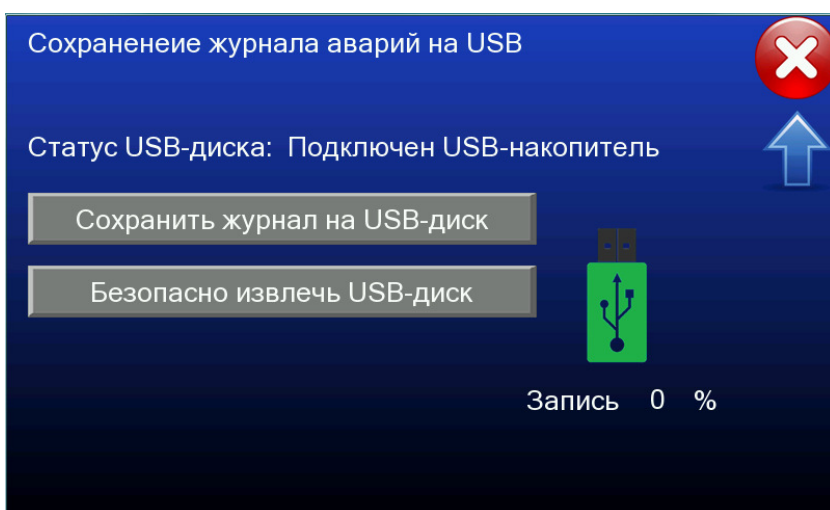 Сохраненеие журнала аварий на USB
Статус USB-диска: Подключен USB-накопитель
Сохранить журнал на USB-диск
Безопасно извлечь USB-диск
Запись 0 %